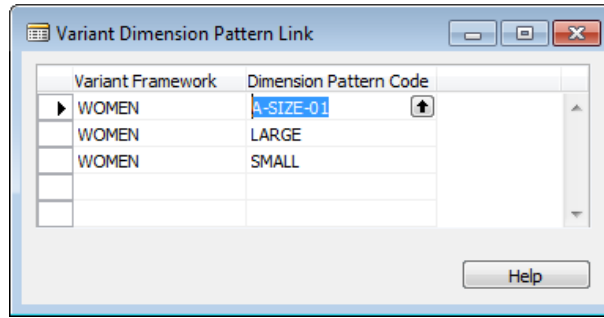 Variant Dimension Pattern Link
Variant Framework Dimension Pattern Code
WOMEN A-SIZE-01
WOMEN LARGE
WOMEN SMALL
Help